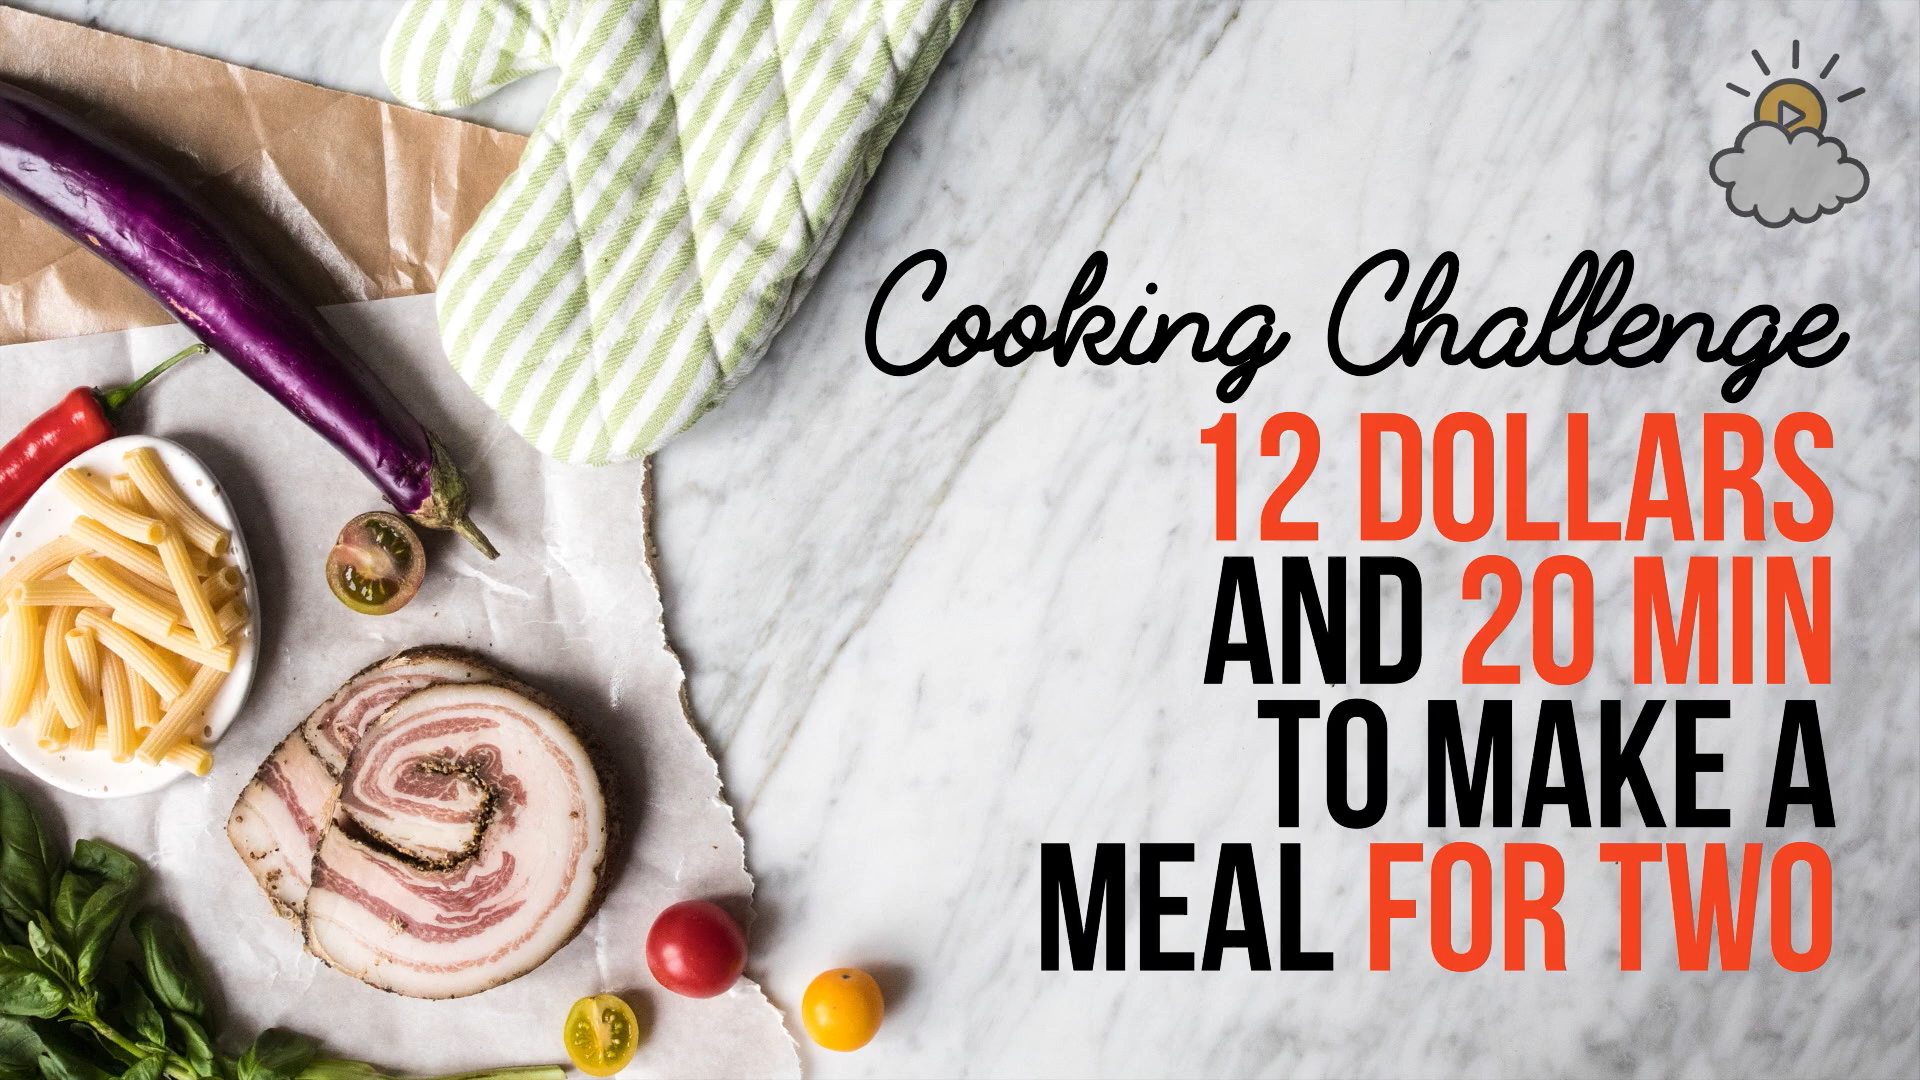 Cooking Challenge
12 DOLLARS
AND 20 MIN
TO MAKE A
MEAL FOR TWO